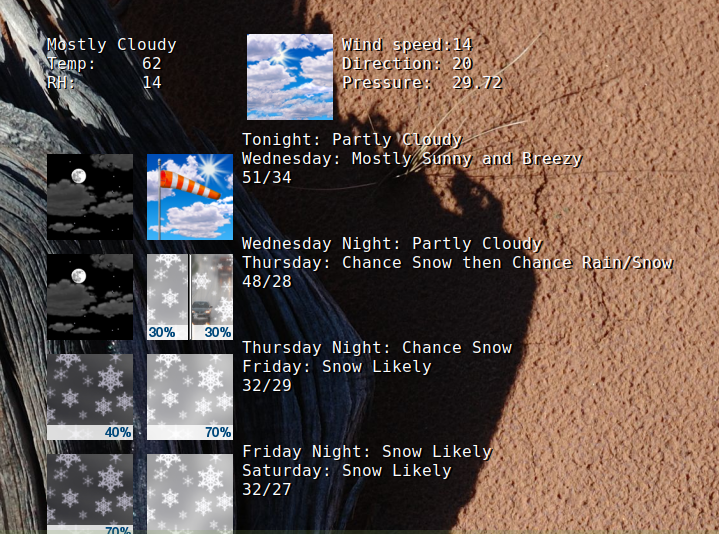 Mostly Cloudy
Temp: 62
RH: 14
Wind speed:14
Direction: 20
Pressure: 29.72
Tonight: Partly Cloudy
Wednesday: Mostly Sunny and Breezy
51/34
Wednesday Night: Partly Cloudy
Thursday: Chance Snow then Chance Rain/Snow
48/28
30% 30%
Thursday Night: Chance Snow
Friday: Snow Likely
32/29
40% 70%
Friday Night: Snow Likely
Saturday: Snow Likely
32/27
70%